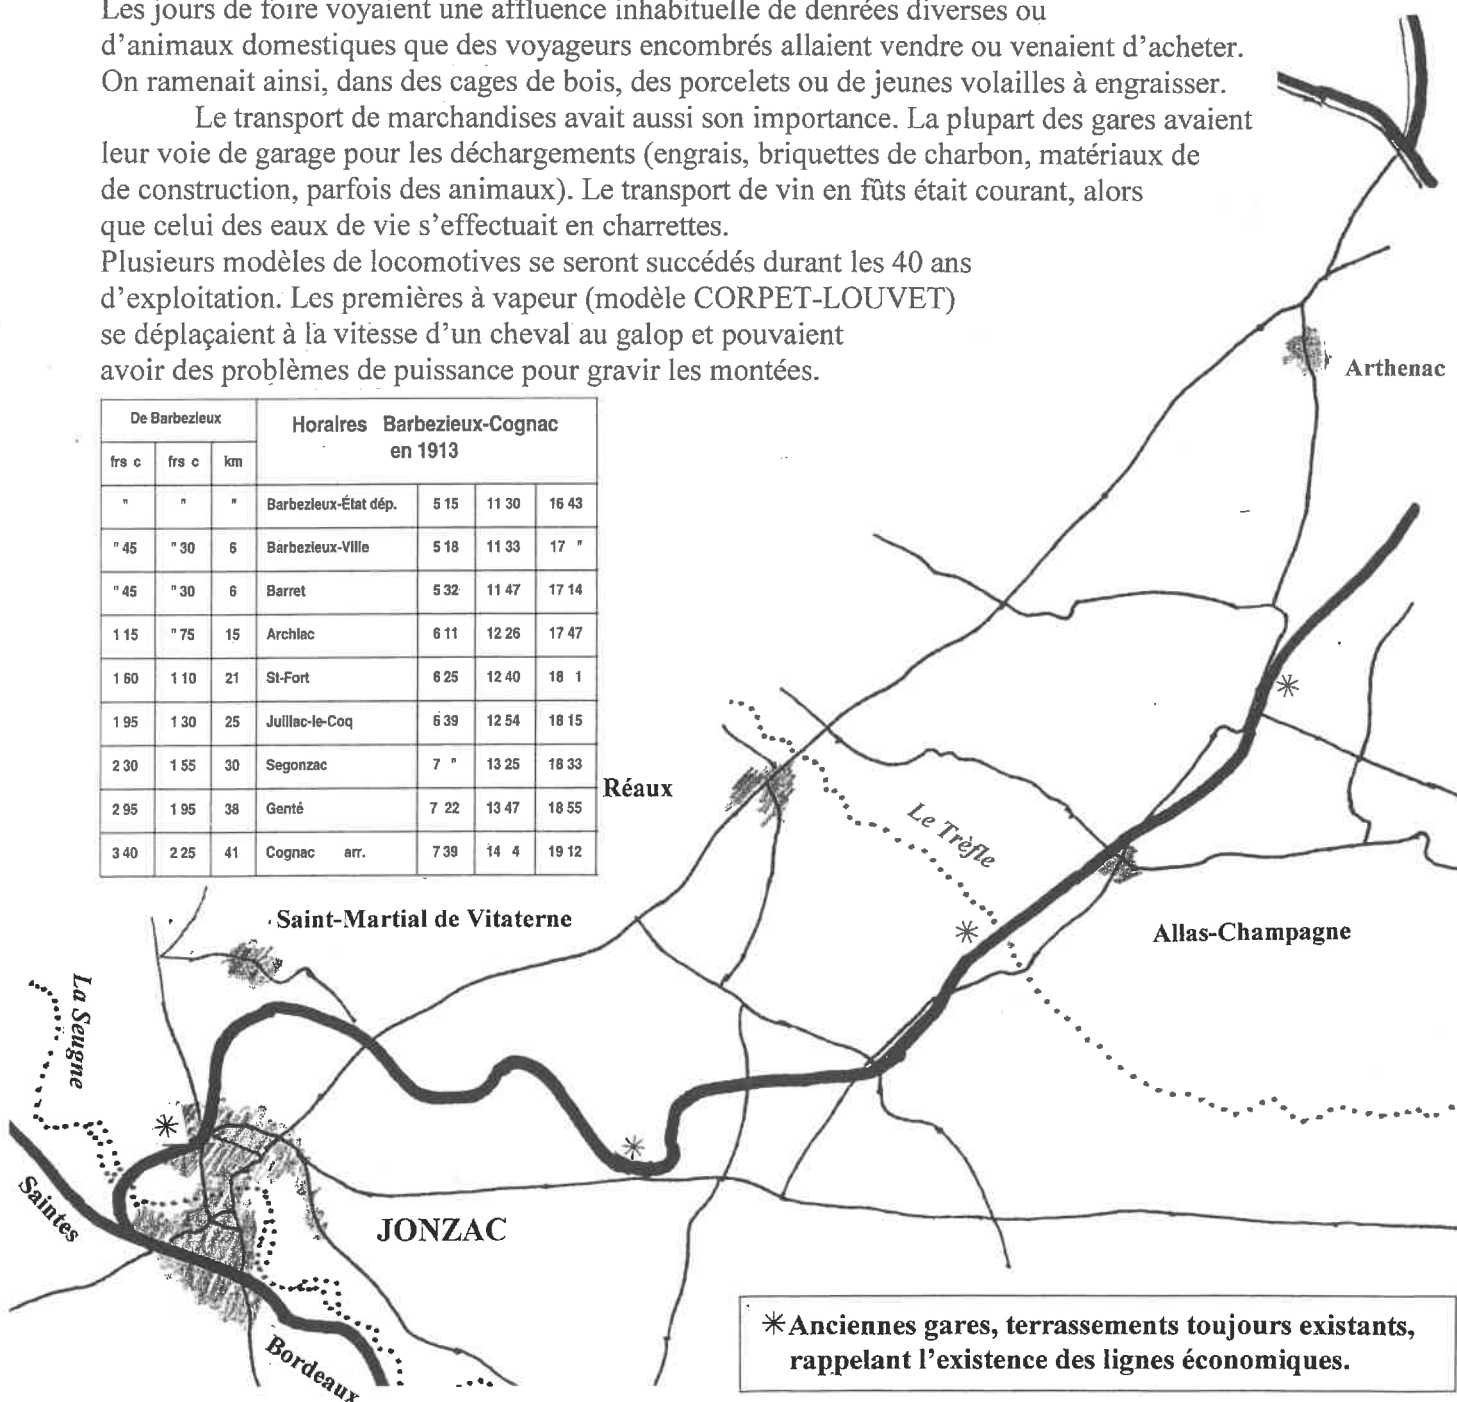 Les jours de foire voyaient une affluence inhabituelle de denrées diverses ou
d'animaux domestiques que des voyageurs encombrés allaient vendre ou venaient d'acheter.
On ramenait ainsi, dans des cages de bois, des porcelets ou de jeunes volailles à engraisser.
Le transport de marchandises avait aussi son importance. La plupart des gares avaient
leur voie de garage pour les déchargements (engrais, briquettes de charbon, matériaux de
de construction, parfois des animaux). Le transport de vin en fûts était courant, alors
que celui des eaux de vie s'effectuait en charrettes.
Plusieurs modèles de locomotives se seront succédés durant les 40 ans
d'exploitation. Les premières à vapeur (modèle CORPET-LOUVET)
se déplaçaient à la vitesse d'un cheval au galop et pouvaient
avoir des problèmes de puissance pour gravir les montées.
Arthenac
De Barbezieux Horaires Barbezieux-Cognac
en 1913
frs c frs c km
" " " Barbezieux-État dép. 5 15 11 30 16 43
" 45 " 30 6 Barbezieux-Ville 5 18 11 33 17 "
" 45 " 30 6 Barret 5 32 11 47 17 14
1 15 " 75 15 Archiac 6 11 12 26 17 47
1 60 1 10 21 St-Fort 6 25 12 40 18 1
1 95 1 30 25 Juillac-le-Coq 6 39 12 54 18 15
2 30 1 55 30 Segonzac 7 " 13 25 18 33
2 95 1 95 38 Genté 7 22 13 47 18 55
3 40 2 25 41 Cognac arr. 7 39 14 4 19 12
Réaux
Le Trèfle
Saint-Martial de Vitaterne
Allas-Champagne
La Seugne
Saintes
JONZAC
Bordeaux
✳Anciennes gares, terrassements toujours existants,
rappelant l'existence des lignes économiques.